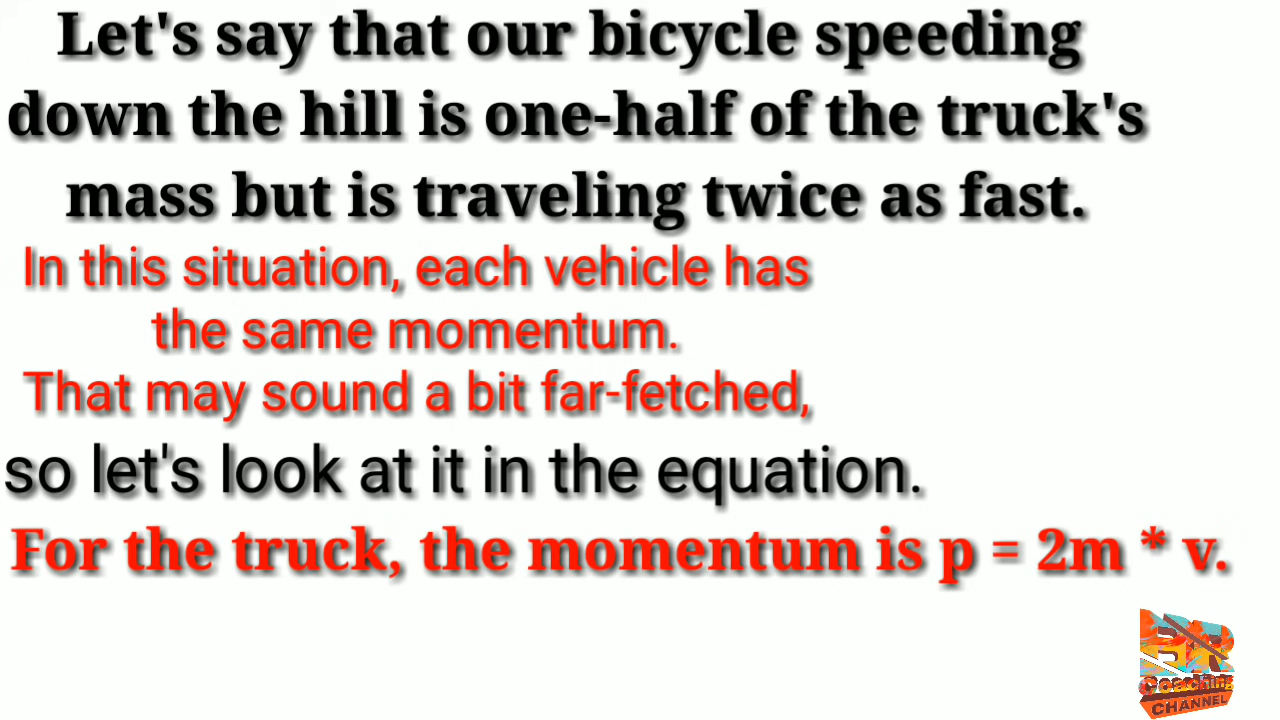 Let's say that our bicycle speeding
down the hill is one-half of the truck's
mass but is traveling twice as fast.
In this situation, each vehicle has
the same momentum.
That may sound a bit far-fetched,
so let's look at it in the equation.
For the truck, the momentum is p = 2m * v.
BR
Coaching
CHANNEL